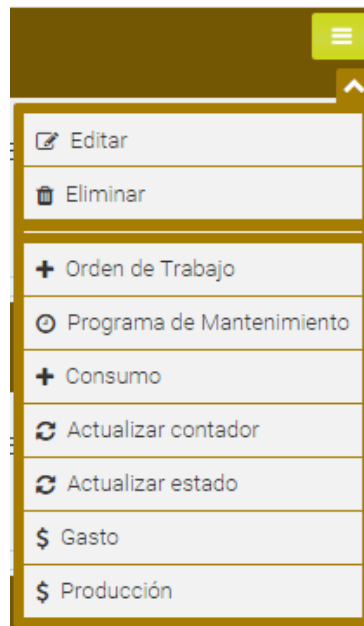 Editar
Eliminar
Orden de Trabajo
Programa de Mantenimiento
Consumo
Actualizar contador
Actualizar estado
$ Gasto
$ Producción